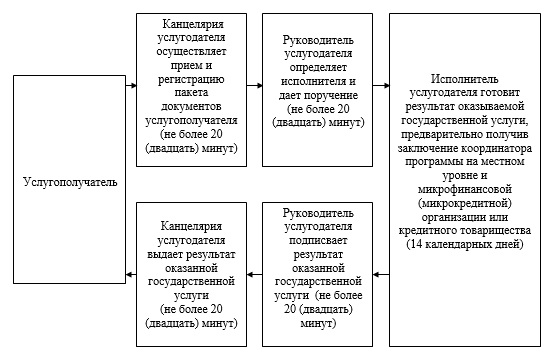 Услугополучатель
Канцелярия
услугодателя
осуществляет
прием и
регистрацию
пакета
документов
услугополучателя
(не более 20
(двадцать) минут)
Руководитель
услугодателя
определяет
исполнителя и
дает поручение
(не более 20
(двадцать) минут)
Исполнитель
услугодателя готовит
результат оказываемой
государственной услуги,
предварительно получив
заключение координатора
программы на местном
уровне и
микрофинансовой
(микрокредитной)
организации или
кредитного товарищества
(14 календарных дней)
Руководитель
услугодателя
подписвает
результат
оказанной
государственной
услуги (не более
20 (двадцать)
минут)
Канцелярия
услугодателя
выдает результат
оказанной
государственной
услуги
(не более 20
(двадцать) минут)